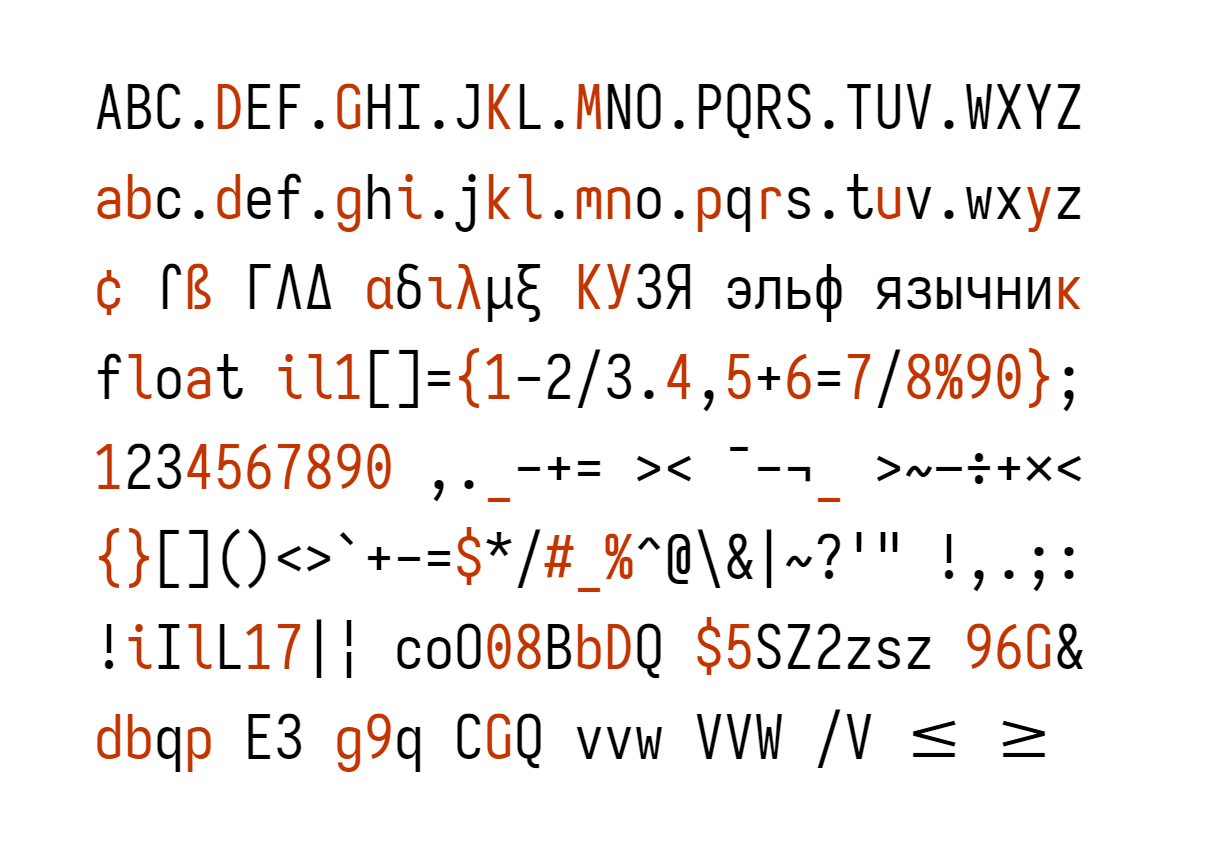 ABC.DEF.GHI.JKL.MNO.PQRS.TUV.WXYZ
abc.def.ghi.jkl.mno.pqrs.tuv.wxyz
¢ ſß ΓΛΔ αδιλμξ КУЗЯ эльф язычник
float il1[]={1-2/3.4,5+6=7/8%90};
1234567890 ,._-+= >< ¯-¬_ >~–÷+×<
{}[]()<>`+-=$*/#_%^@\&|~?'" !,.;:
!iIlL17|¦ coO08BbDQ $5SZ2zsz 96G&
dbqp E3 g9q CGQ vvw VVW /V ≤ ≥